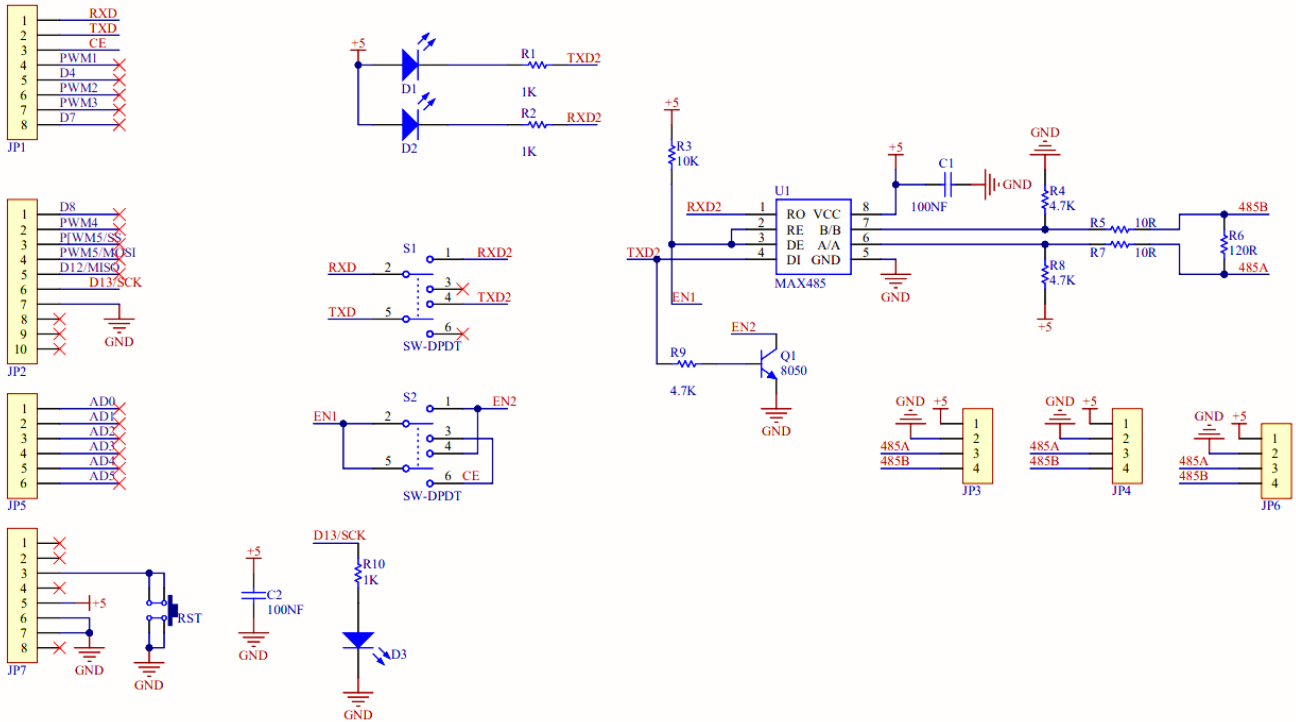 1 RXD
2 TXD
3 CE
4 PWM1
5 D4
6 PWM2
7 PWM3
8 D7
JP1
1 D8
2 PWM4
3 P[WM5/SS
4 PWM5/MOSI
5 D12/MISO
6 D13/SCK
7
8
9
10
GND
JP2
1 AD0
2 AD1
3 AD2
4 AD3
5 AD4
6 AD5
JP5
1
2
3
4
5 +5
6
7
8
GND
JP7
RST
GND
+5
D1
R1
1K
TXD2
D2
R2
1K
RXD2
S1
RXD 2
1 RXD2
3
4 TXD2
TXD 5
6
SW-DPDT
S2
EN1 2
1 EN2
3
4
5
6 CE
SW-DPDT
+5
C2
100NF
GND
D13/SCK
R10
1K
D3
GND
+5
R3
10K
U1
RXD2 1 RO VCC 8
2 RE B/B 7
3 DE A/A 6
TXD2 4 DI GND 5
MAX485
EN1
EN2
R9
4.7K
Q1
8050
GND
+5
C1
100NF
GND
GND
GND
R4
4.7K
R5 10R
R7 10R
R8
4.7K
+5
485B
R6
120R
485A
GND +5
1
2
485A 3
485B 4
JP3
GND +5
1
2
485A 3
485B 4
JP4
GND +5
1
2
485A 3
485B 4
JP6